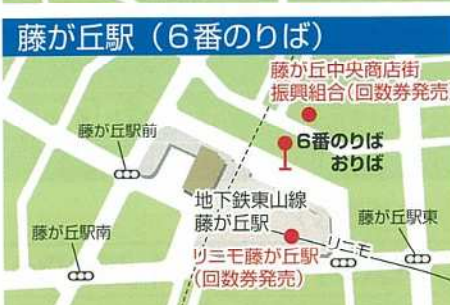 藤が丘駅（6番のりば）
藤が丘中央商店街
振興組合(回数券発売)
藤が丘駅前
6番のりば
おりば
地下鉄東山線
藤が丘駅
藤が丘駅南
藤が丘駅東
リニモ
リニモ藤が丘駅
(回数券発売)